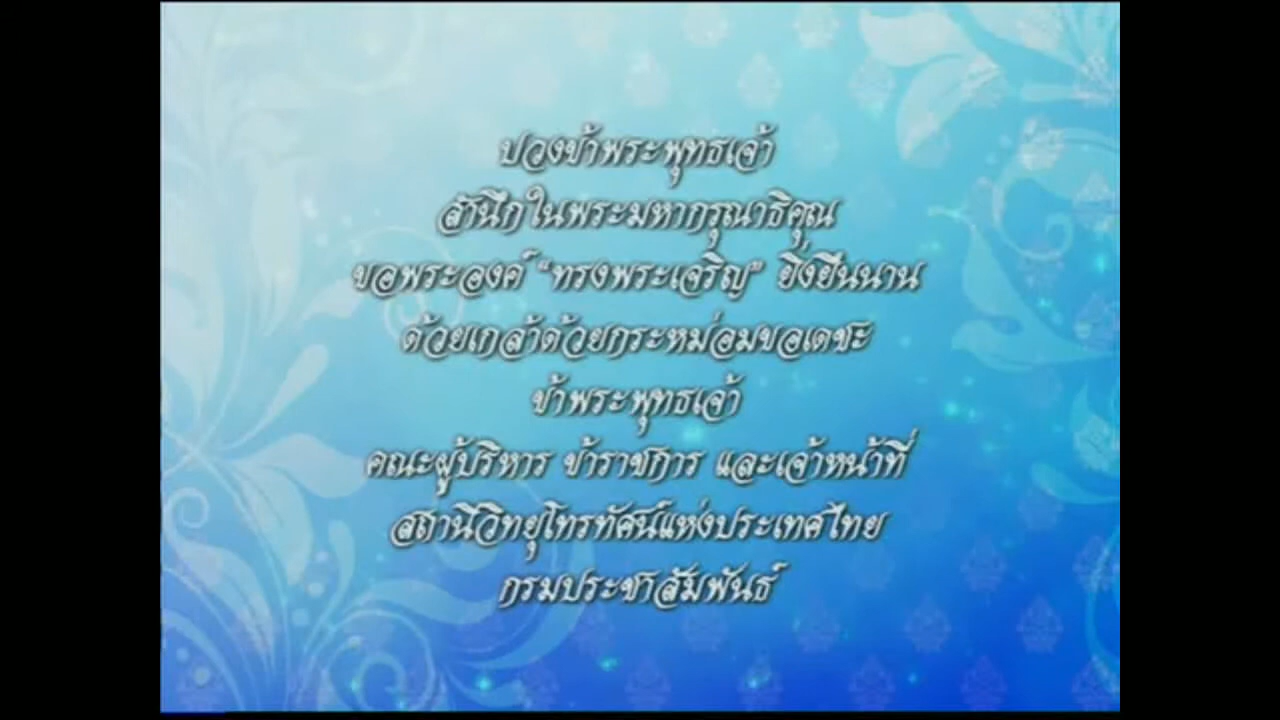 ปวงข้าพระพุทธเจ้า
สำนึกในพระมหากรุณาธิคุณ
ขอพระองค์ “ทรงพระเจริญ” ยิ่งยืนนาน
ด้วยเกล้าด้วยกระหม่อมขอเดชะ
ข้าพระพุทธเจ้า
คณะผู้บริหาร ข้าราชการ และเจ้าหน้าที่
สถานีวิทยุโทรทัศน์แห่งประเทศไทย
กรมประชาสัมพันธ์